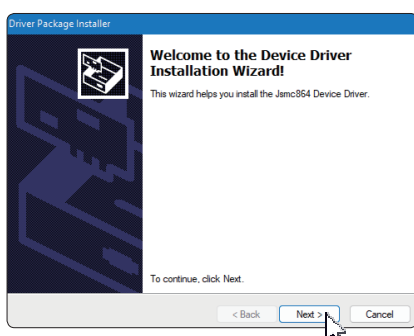 Driver Package Installer
Welcome to the Device Driver
Installation Wizard!
This wizard helps you install the Jsmc864 Device Driver.
To continue, click Next.
< Back
Next >
Cancel